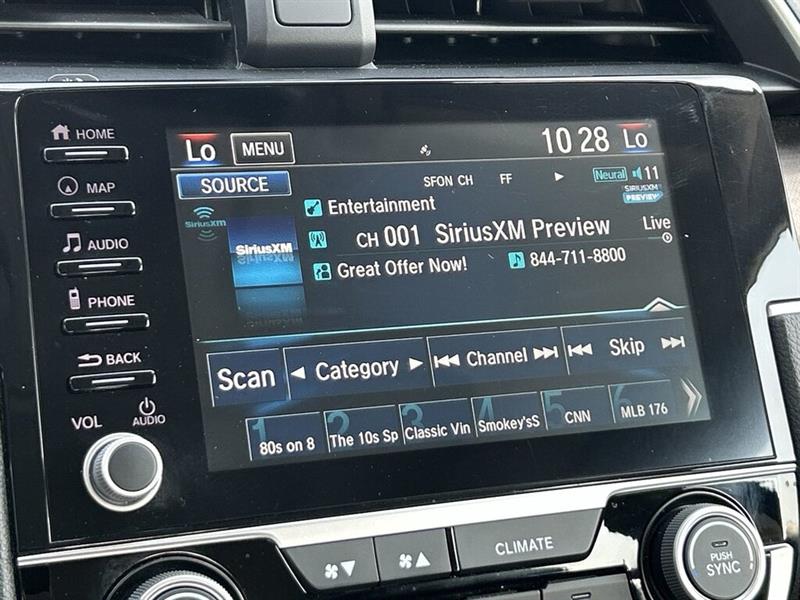 HOME
MAP
AUDIO
PHONE
BACK
VOL
AUDIO
Lo
MENU
10 28
Lo
SOURCE
SFON CH
FF
Neural
11
SIRIUSXM
PREVIEW
SiriusXM
SiriusXM
Entertainment
CH 001 SiriusXM Preview
Live
Great Offer Now!
844-711-8800
Scan
Category
Channel
Skip
1 80s on 8
2 The 10s Sp
3 Classic Vin
4 Smokey'sS
5 CNN
6 MLB 176
CLIMATE
PUSH
SYNC